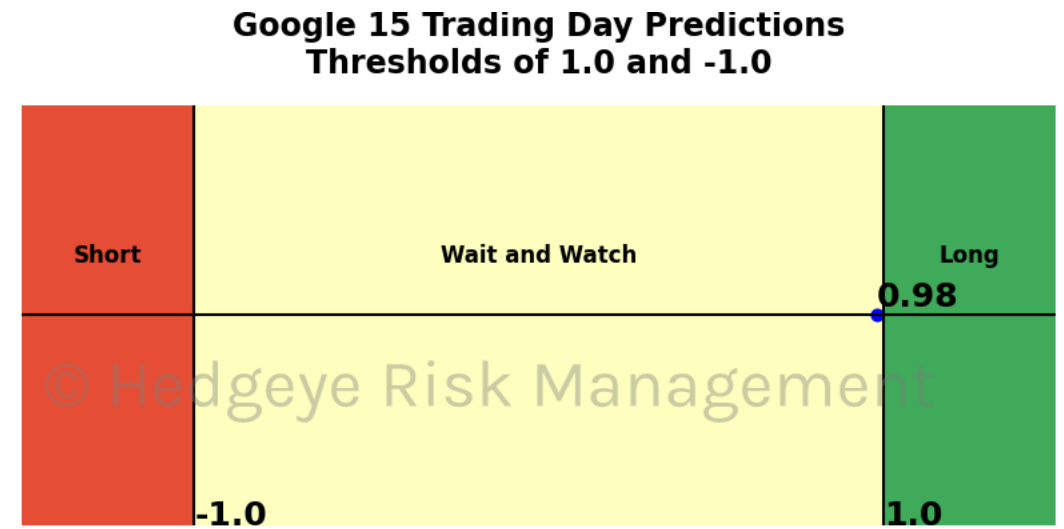 Google 15 Trading Day Predictions
Thresholds of 1.0 and -1.0
Short
Wait and Watch
Long
0.98
© Hedgeye Risk Management
-1.0
1.0